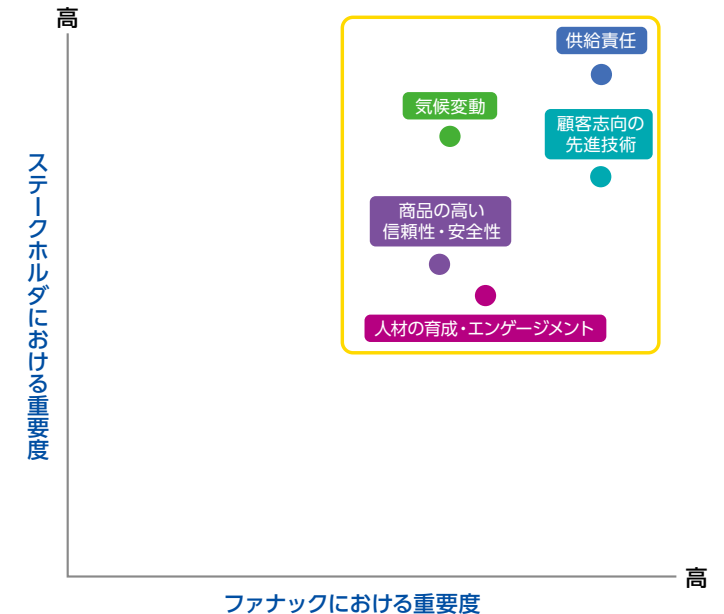 高
供給責任
気候変動
顧客志向の
先進技術
商品の高い
信頼性・安全性
人材の育成・エンゲージメント
ステークホルダにおける重要度
高
ファナックにおける重要度